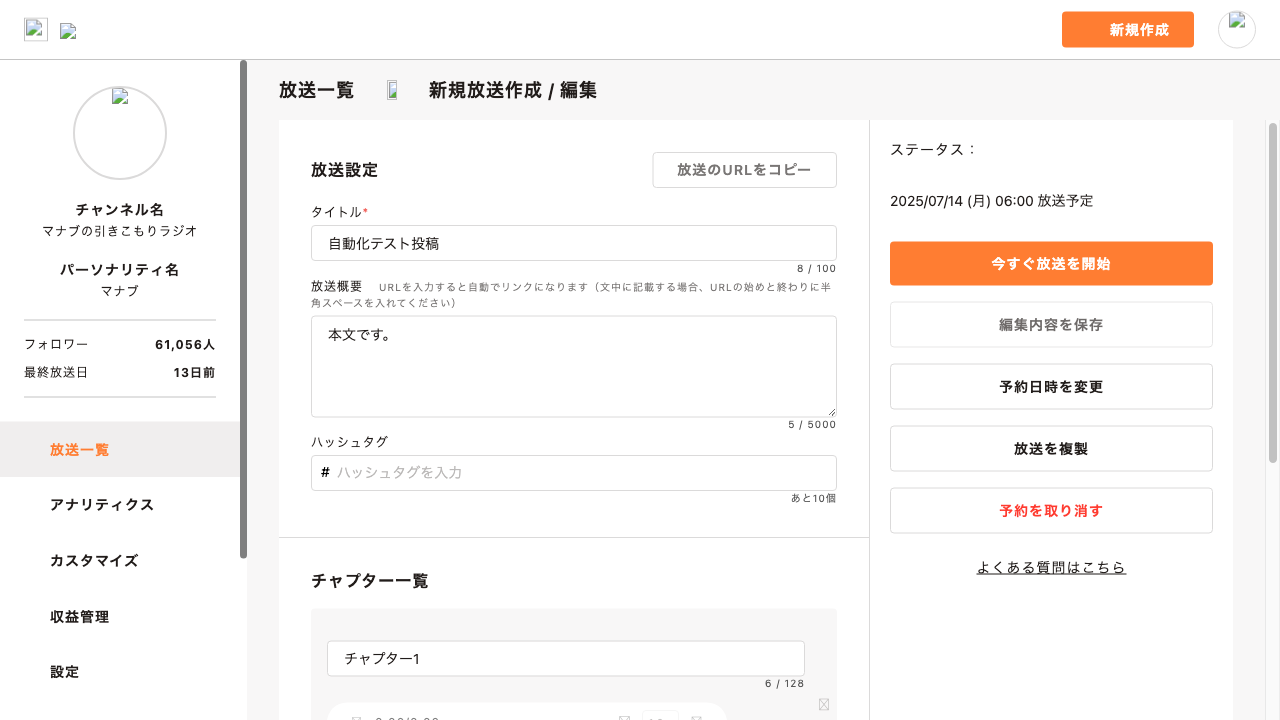 新規作成
チャンネル名
マナブの引きこもりラジオ
パーソナリティ名
マナブ
フォロワー 61,056人
最終放送日 13日前
放送一覧
アナリティクス
カスタマイズ
収益管理
設定
放送一覧 新規放送作成 / 編集
放送設定 放送のURLをコピー
タイトル*
自動化テスト投稿
8 / 100
放送概要 URLを入力すると自動でリンクになります（文中に記載する場合、URLの始めと終わりに半
角スペースを入れてください）
本文です。
5 / 5000
ハッシュタグ
# ハッシュタグを入力
あと10個
チャプター一覧
チャプター1
6 / 128
ステータス：
2025/07/14 (月) 06:00 放送予定
今すぐ放送を開始
編集内容を保存
予約日時を変更
放送を複製
予約を取り消す
よくある質問はこちら